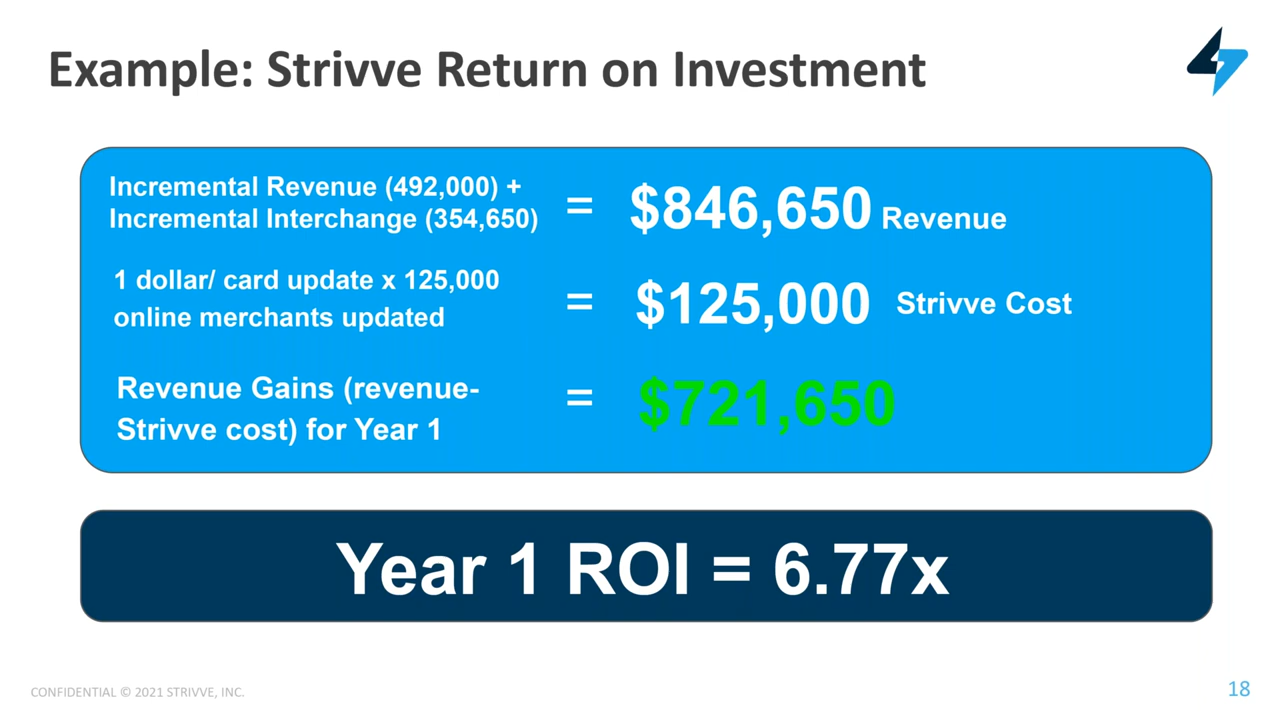 Example: Strivve Return on Investment
Incremental Revenue (492,000) +
Incremental Interchange (354,650)
= $846,650 Revenue
1 dollar/ card update x 125,000
online merchants updated
= $125,000 Strivve Cost
Revenue Gains (revenue-
Strivve cost) for Year 1
= $721,650
Year 1 ROI = 6.77x
CONFIDENTIAL © 2021 STRIVVE, INC.
18